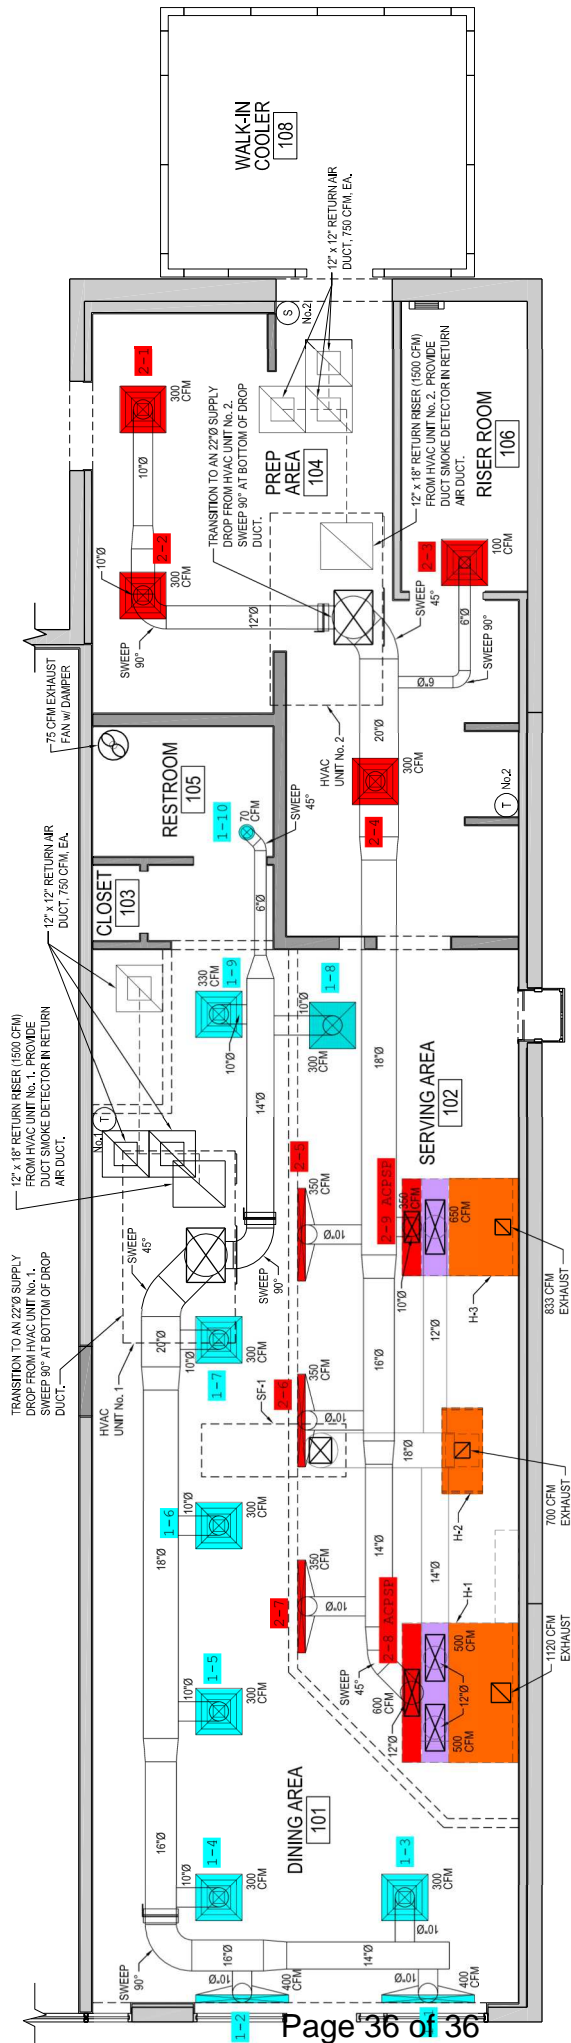 WALK-IN
COOLER
108
12" x 12" RETURN AIR
DUCT, 750 CFM, EA.
S
No.2
2-1
300
CFM
10"Ø
2-2
10"Ø
300
CFM
SWEEP
90°
12"Ø
TRANSITION TO AN 22"Ø SUPPLY
DROP FROM HVAC UNIT No. 2.
SWEEP 90° AT BOTTOM OF DROP
DUCT.
PREP
AREA
104
12" x 18" RETURN RISER (1500 CFM)
FROM HVAC UNIT No. 2. PROVIDE
DUCT SMOKE DETECTOR IN RETURN
AIR DUCT.
RISER ROOM
106
2-3
100
CFM
6"Ø
SWEEP
45°
SWEEP 90°
6"Ø
20"Ø
HVAC
UNIT No. 2
300
CFM
2-4
T
No.2
75 CFM EXHAUST
FAN w/ DAMPER
RESTROOM
105
1-10
70
CFM
SWEEP
45°
6"Ø
CLOSET
103
12" x 12" RETURN AIR
DUCT, 750 CFM, EA.
12" x 18" RETURN RISER (1500 CFM)
FROM HVAC UNIT No. 1. PROVIDE
DUCT SMOKE DETECTOR IN RETURN
AIR DUCT.
T
No.1
330
CFM
1-9
10"Ø
10"Ø
1-8
300
CFM
14"Ø
18"Ø
SERVING AREA
102
TRANSITION TO AN 22"Ø SUPPLY
DROP FROM HVAC UNIT No. 1.
SWEEP 90° AT BOTTOM OF DROP
DUCT.
SWEEP
45°
SWEEP
90°
HVAC
UNIT No. 1
20"Ø
10"Ø
1-7
300
CFM
2-5
350
CFM
10"Ø
2-9 ACPSP
350
CFM
10"Ø
650
CFM
12"Ø
H-3
833 CFM
EXHAUST
16"Ø
SF-1
2-6
350
CFM
10"Ø
18"Ø
H-2
700 CFM
EXHAUST
1-6
10"Ø
300
CFM
18"Ø
2-7
350
CFM
10"Ø
14"Ø
14"Ø
H-1
1120 CFM
EXHAUST
2-8 ACPSP
SWEEP
45°
600
CFM
12"Ø
500
CFM
12"Ø
500
CFM
1-5
10"Ø
300
CFM
16"Ø
DINING AREA
101
1-4
10"Ø
300
CFM
1-3
300
CFM
10"Ø
SWEEP
90°
16"Ø
14"Ø
10"Ø
400
CFM
10"Ø
400
CFM
1-2
Page 36 of 36